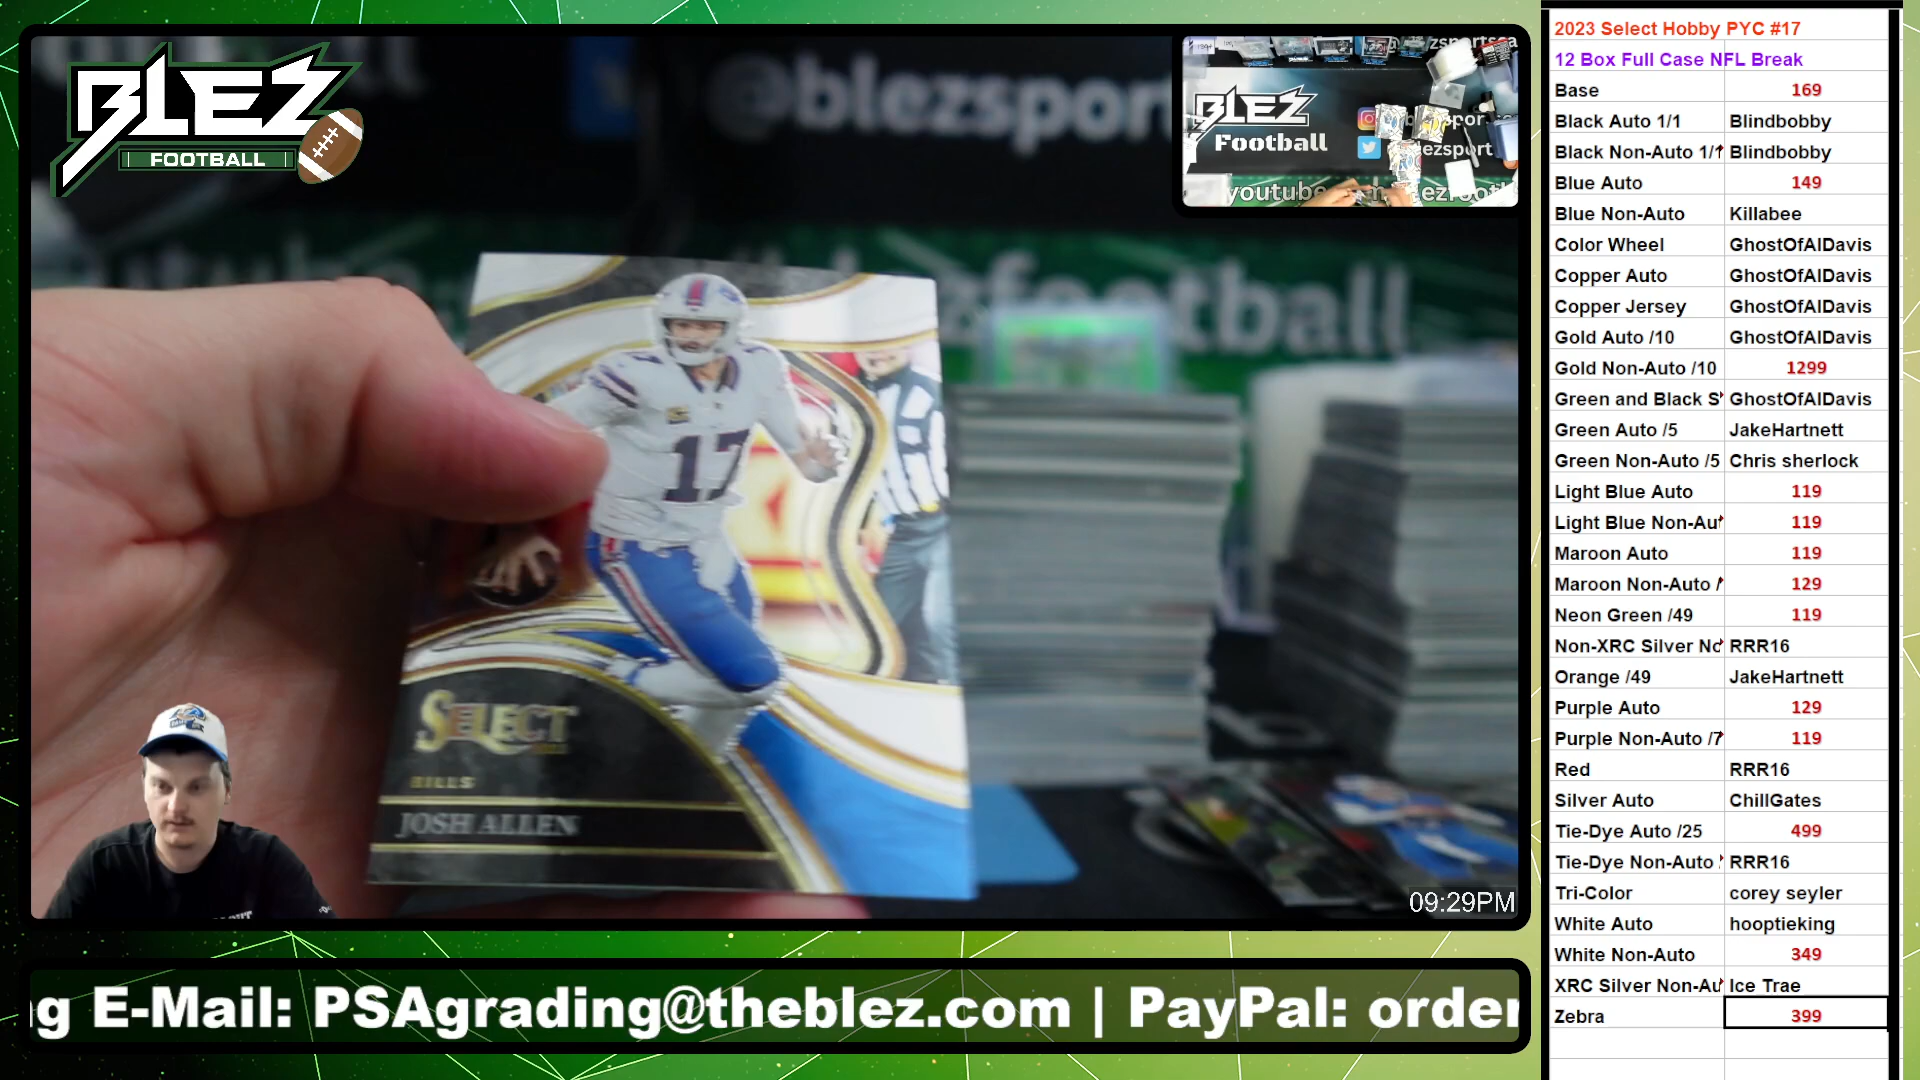 BLEZ
FOOTBALL
@blezsport
BLEZ
Football
youtube
17
SELECT
BILLS
JOSH ALLEN
09:29PM
g E-Mail: PSAgrading@theblez.com | PayPal: order
2023 Select Hobby PYC #17
12 Box Full Case NFL Break
Base 169
Black Auto 1/1 Blindbobby
Black Non-Auto 1/1 Blindbobby
Blue Auto 149
Blue Non-Auto Killabee
Color Wheel GhostOfAlDavis
Copper Auto GhostOfAlDavis
Copper Jersey GhostOfAlDavis
Gold Auto /10 GhostOfAlDavis
Gold Non-Auto /10 1299
Green and Black S GhostOfAlDavis
Green Auto /5 JakeHartnett
Green Non-Auto /5 Chris sherlock
Light Blue Auto 119
Light Blue Non-Au 119
Maroon Auto 119
Maroon Non-Auto / 129
Neon Green /49 119
Non-XRC Silver No RRR16
Orange /49 JakeHartnett
Purple Auto 129
Purple Non-Auto /7 119
Red RRR16
Silver Auto ChillGates
Tie-Dye Auto /25 499
Tie-Dye Non-Auto RRR16
Tri-Color corey seyler
White Auto hooptieking
White Non-Auto 349
XRC Silver Non-Au Ice Trae
Zebra 399